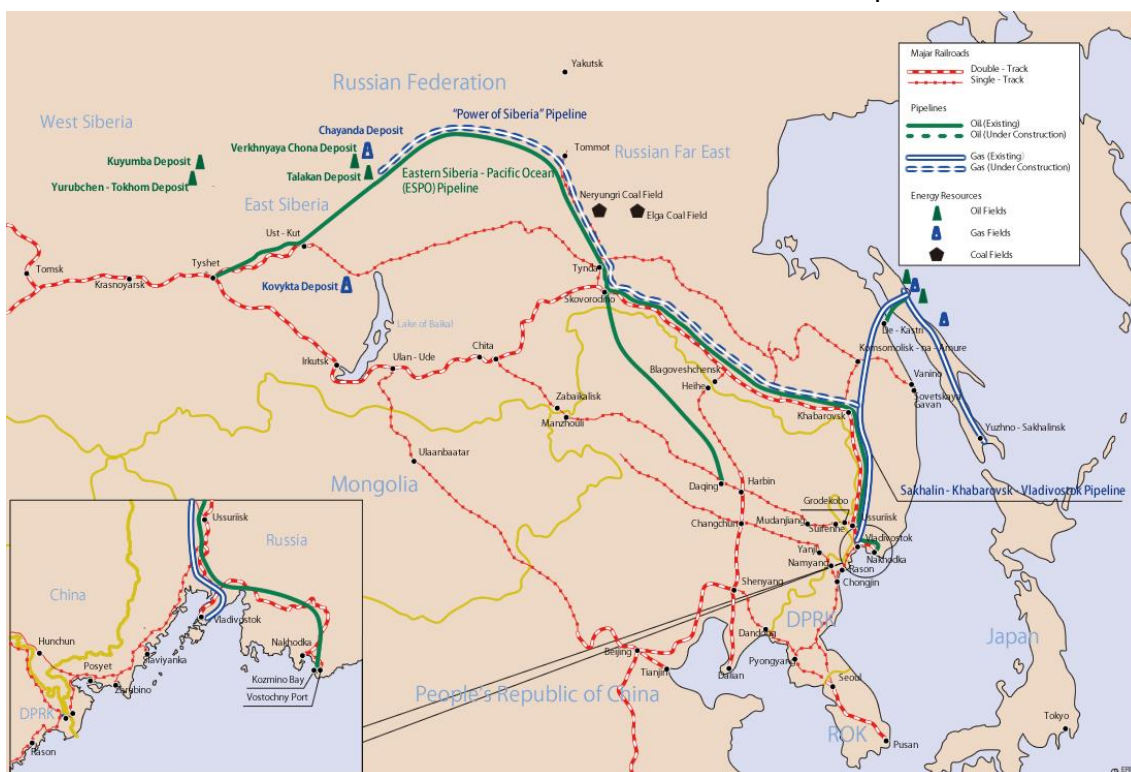 Major Railroads
Double - Track
Single - Track
Pipelines
Oil (Existing)
Oil (Under Construction)
Gas (Existing)
Gas (Under Construction)
Energy Resources
Oil Fields
Gas Fields
Coal Fields
Yakutsk
Russian Federation
West Siberia
"Power of Siberia" Pipeline
Chayanda Deposit
Verkhnyaya Chona Deposit
Kuyumba Deposit
Tommot
Russian Far East
Talakan Deposit
Eastern Siberia - Pacific Ocean
(ESPO) Pipeline
Yurubchen - Tokhom Deposit
Neryungri Coal Field
East Siberia
Elga Coal Field
Ust - Kut
Tyshet
Tomsk
Krasnoyarsk
Tynda
Kovykta Deposit
Skovorodino
Lake of Baikal
De - Kastri
Komsomolisk - na - Amure
Irkutsk
Ulan - Ude
Chita
Blagoveshchensk
Heihe
Vanino
Sovetskaya
Gavan
Zabaikalisk
Manzhouli
Khabarovsk
Yuzhno - Sakhalinsk
Ulaanbaatar
Mongolia
Daqing
Harbin
Sakhalin - Khabarovsk - Vladivostok Pipeline
Grodekobo
Changchun
Mudanjiang
Suifenhe
Ussuriisk
Vladivostok
Nakhodka
Yanji
Namyang
Rason
Chongjin
Shenyang
DPRK
Dandong
Pyongyang
Beijing
Tianjin
Dalian
Seoul
Japan
People's Republic of China
ROK
Pusan
Tokyo
Ussuriisk
Russia
China
Vladivostok
Hunchun
Nakhodka
Posyet
Slaviyanka
Zarubino
Kozmino Bay
Vostochny Port
DPRK
Rason